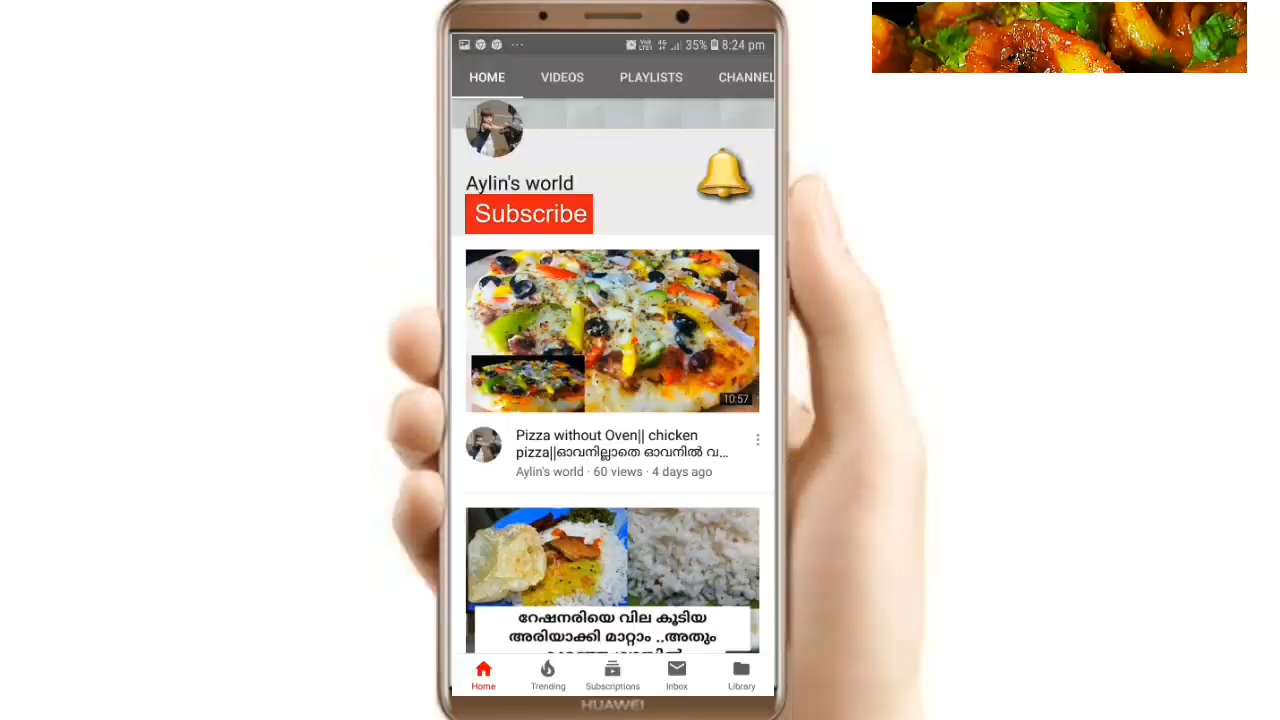 35% 8:24 pm
HOME VIDEOS PLAYLISTS CHANNEL
Aylin's world
Subscribe
10:57
Pizza without Oven|| chicken
pizza||ഓവനില്ലാതെ ഓവനിൽ വ...
Aylin's world · 60 views · 4 days ago
റേഷനരിയെ വില കൂടിയ
അരിയാക്കി മാറ്റാം ..അതും
Home Trending Subscriptions Inbox Library
HUAWEI